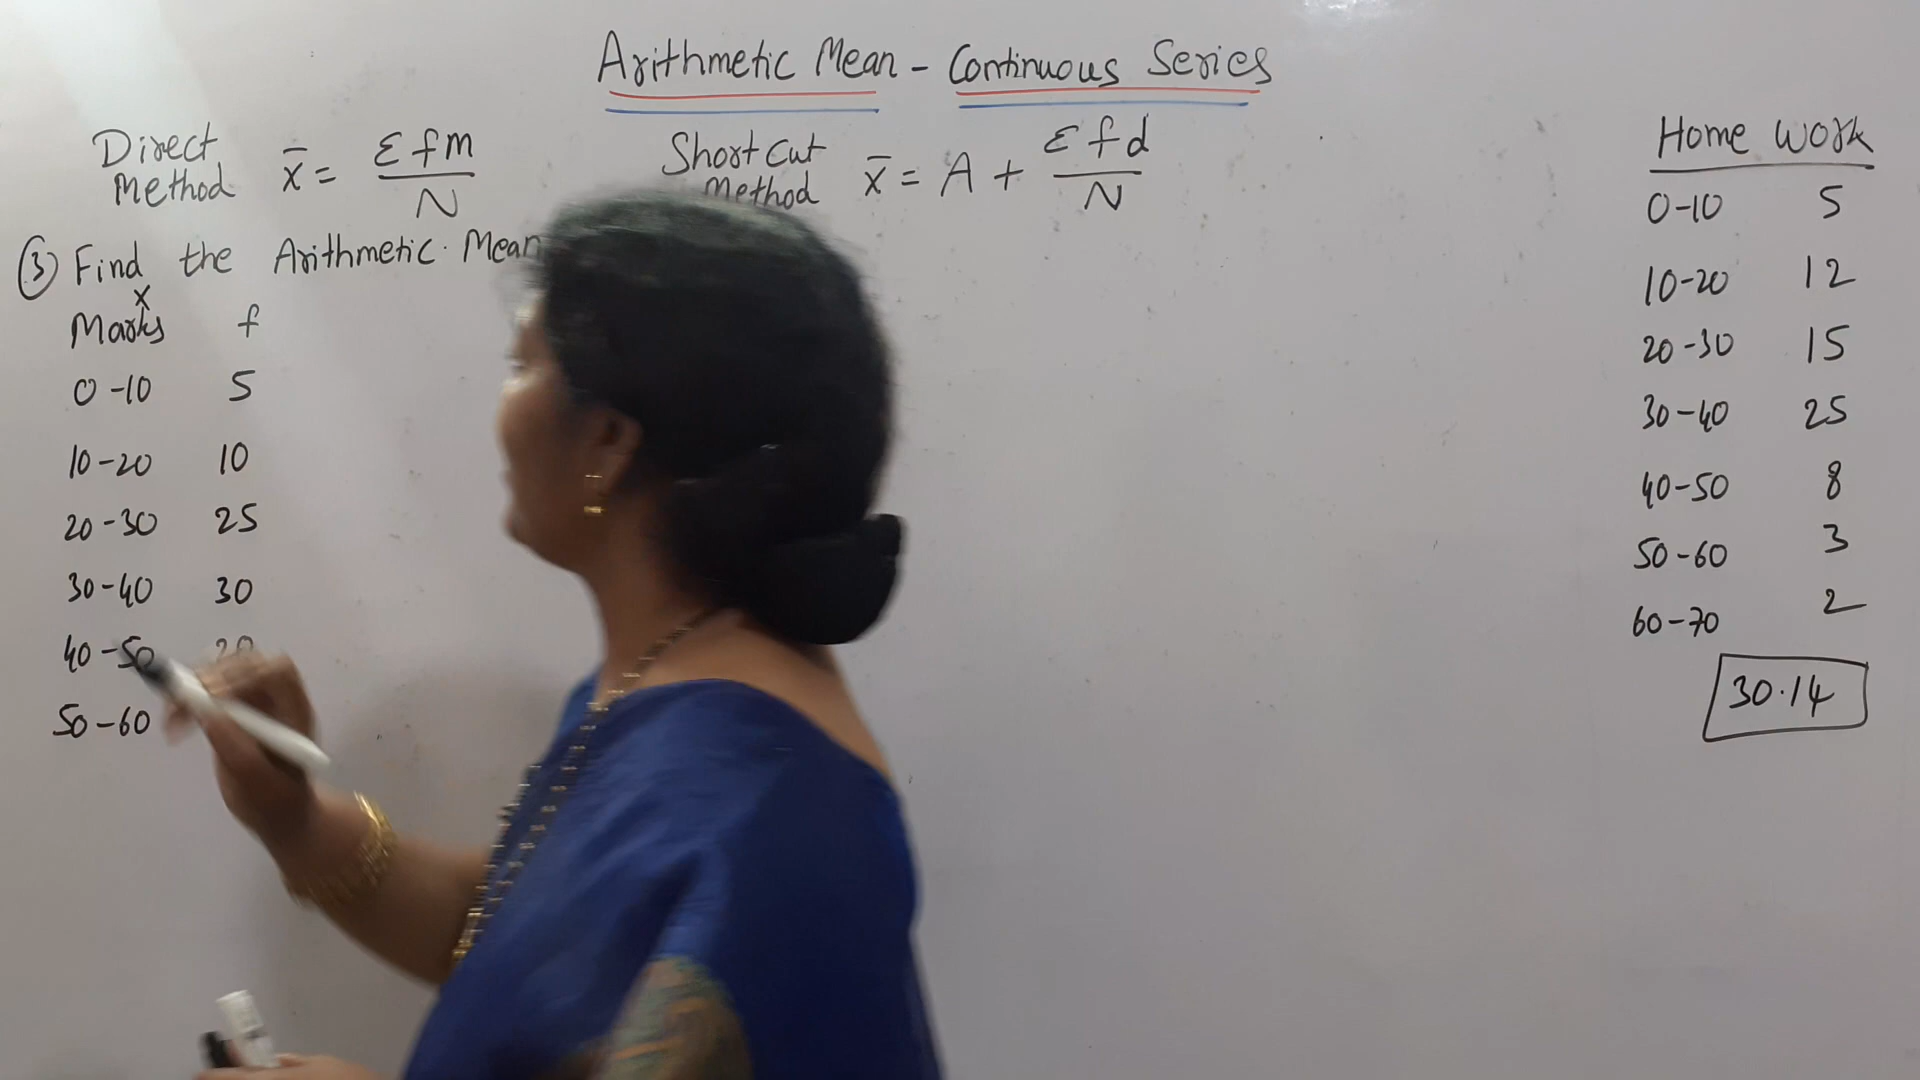 Arithmetic Mean - Continuous Series
Direct Method x̄ = Σfm / N
Short Cut Method x̄ = A + Σfd / N
③ Find the Arithmetic Mean
x
Marks f
0-10 5
10-20 10
20-30 25
30-40 30
40-50 20
50-60
Home Work
0-10 5
10-20 12
20-30 15
30-40 25
40-50 8
50-60 3
60-70 2
30.14